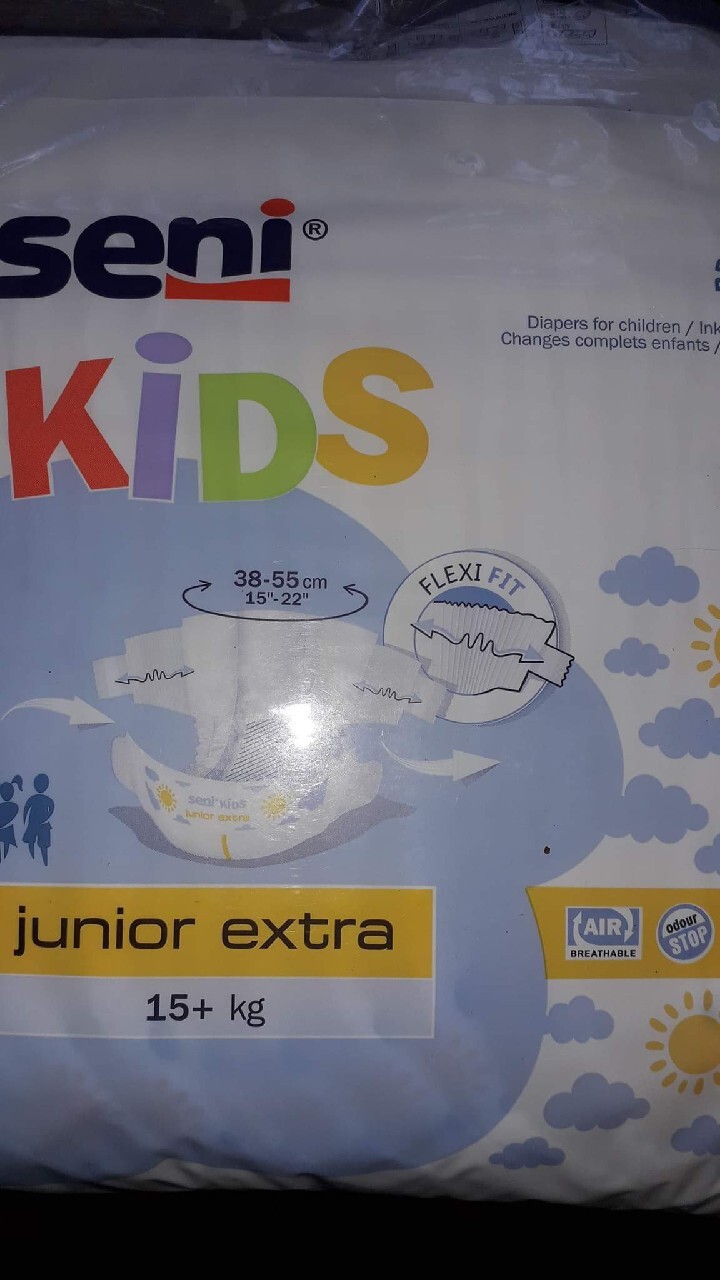 seni®
KiDS
Diapers for children / Ink
Changes complets enfants /
38-55 cm
15"-22"
FLEXI FIT
seni kids
junior extra
junior extra
15+ kg
AIR
BREATHABLE
odour
STOP